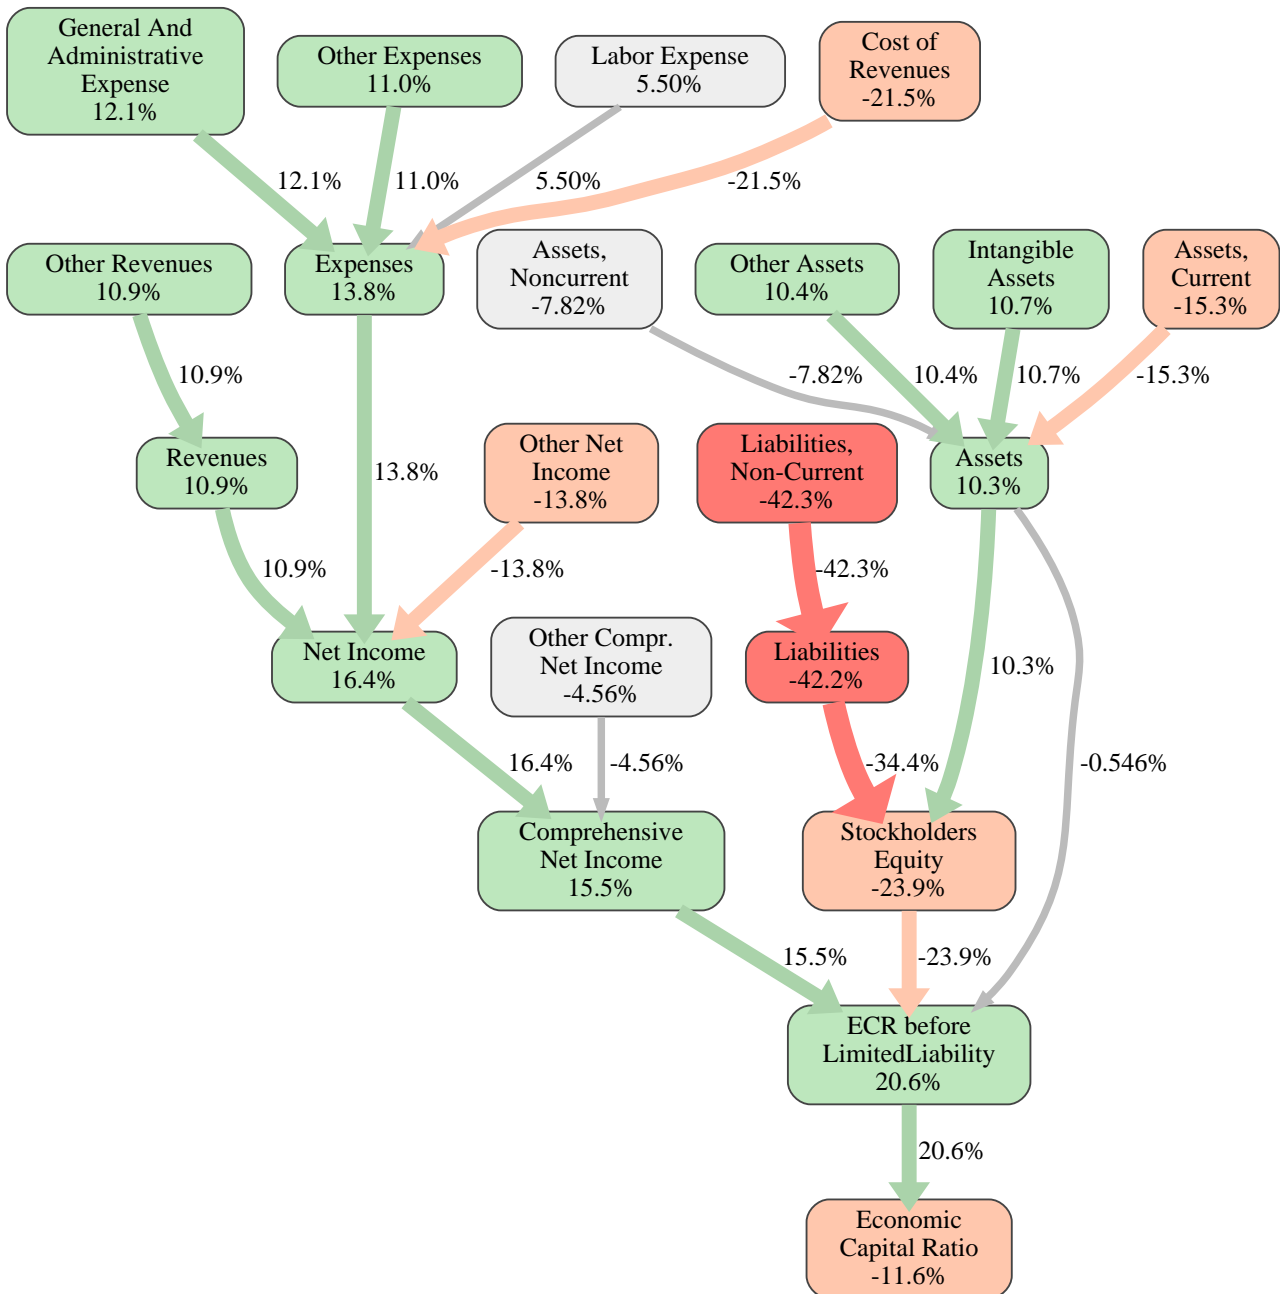 General And
Administrative
Expense
12.1%
Other Expenses
11.0%
Labor Expense
5.50%
Cost of
Revenues
-21.5%
12.1%
11.0%
5.50%
-21.5%
Other Revenues
10.9%
Expenses
13.8%
Assets,
Noncurrent
-7.82%
Other Assets
10.4%
Intangible
Assets
10.7%
Assets,
Current
-15.3%
10.9%
-7.82%
10.4%
10.7%
-15.3%
Revenues
10.9%
13.8%
Other Net
Income
-13.8%
Liabilities,
Non-Current
-42.3%
Assets
10.3%
10.9%
-13.8%
-42.3%
Net Income
16.4%
Other Compr.
Net Income
-4.56%
Liabilities
-42.2%
10.3%
16.4%
-4.56%
-34.4%
-0.546%
Comprehensive
Net Income
15.5%
Stockholders
Equity
-23.9%
15.5%
-23.9%
ECR before
LimitedLiability
20.6%
20.6%
Economic
Capital Ratio
-11.6%